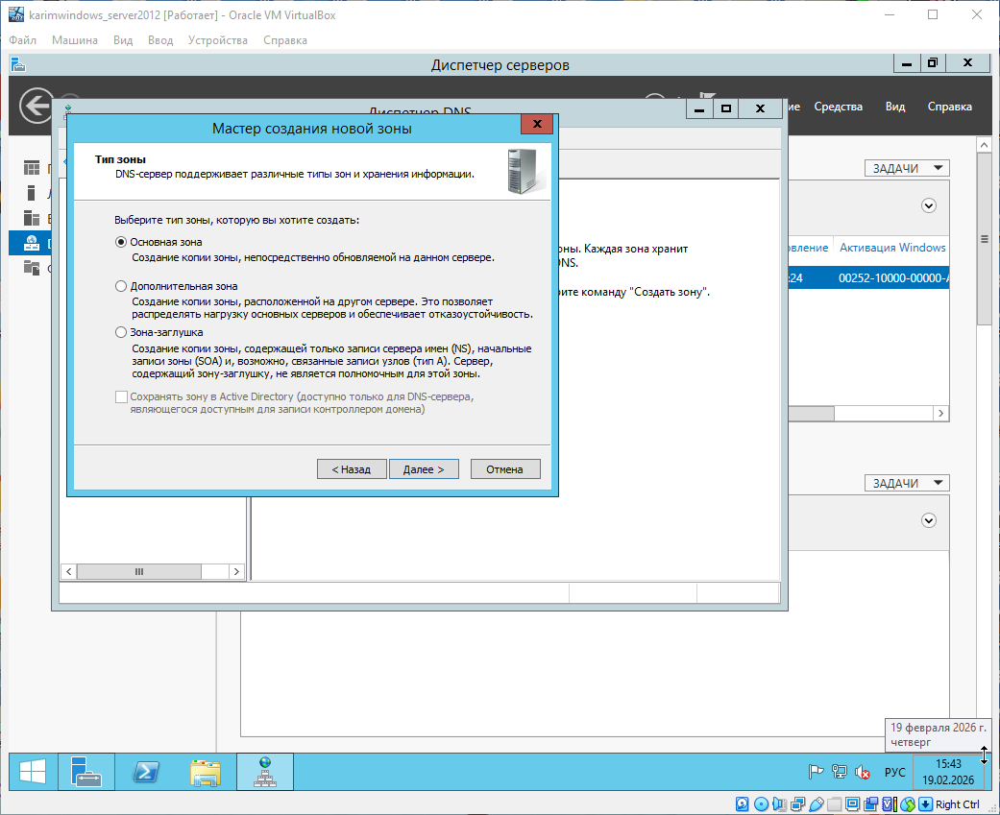 karimwindows_server2012 [Работает] - Oracle VM VirtualBox
Файл Машина Вид Ввод Устройства Справка
Диспетчер серверов
Диспетчер DNS
Средства Вид Справка
Мастер создания новой зоны
Тип зоны
DNS-сервер поддерживает различные типы зон и хранения информации.
ЗАДАЧИ
Выберите тип зоны, которую вы хотите создать:
Основная зона
Создание копии зоны, непосредственно обновляемой на данном сервере.
Каждая зона хранит
Активация Windows
DNS.
:24 00252-10000-00000-A
Дополнительная зона
Создание копии зоны, расположенной на другом сервере. Это позволяет
распределять нагрузку основных серверов и обеспечивает отказоустойчивость.
команду "Создать зону".
Зона-заглушка
Создание копии зоны, содержащей только записи сервера имен (NS), начальные
записи зоны (SOA) и, возможно, связанные записи узлов (тип A). Сервер,
содержащий зону-заглушку, не является полномочным для этой зоны.
Сохранять зону в Active Directory (доступно только для DNS-сервера,
являющегося доступным для записи контроллером домена)
< Назад Далее > Отмена
ЗАДАЧИ
19 февраля 2026 г.
четверг
РУС
15:43
19.02.2026
Right Ctrl